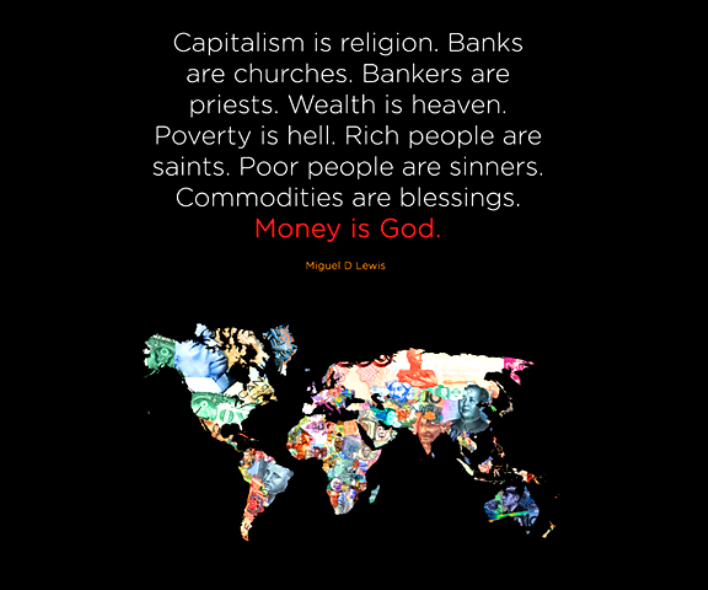 Capitalism is religion. Banks
are churches. Bankers are
priests. Wealth is heaven.
Poverty is hell. Rich people are
saints. Poor people are sinners.
Commodities are blessings.
Money is God.
Miguel D Lewis